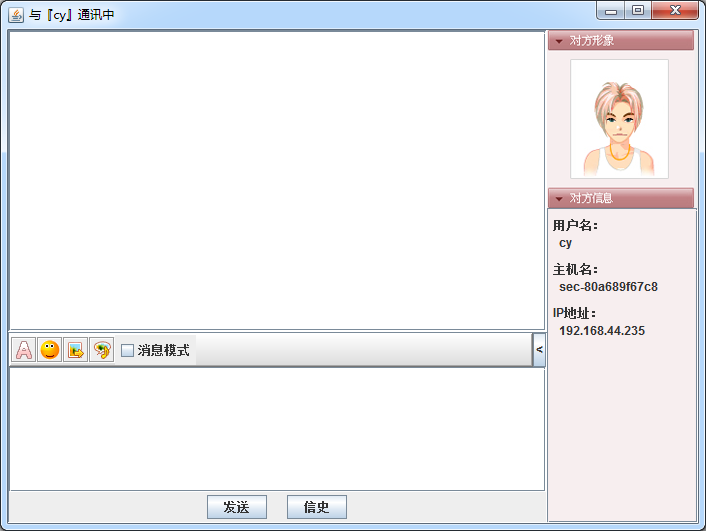 与『cy』通讯中
对方形象
对方信息
用户名：
cy
主机名：
sec-80a689f67c8
IP地址：
192.168.44.235
A
消息模式
<
发送
信史